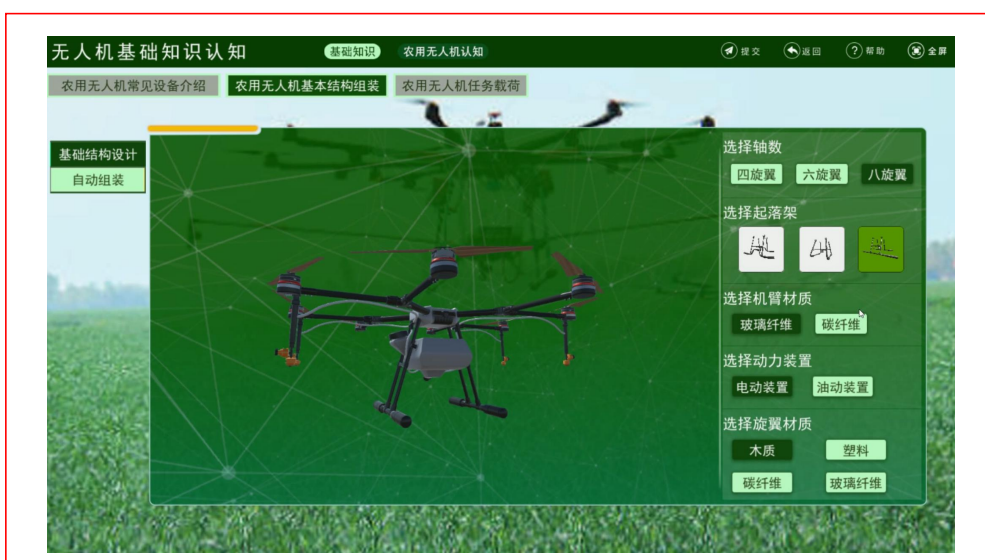 无人机基础知识认知 基础知识 农用无人机认知 提交 返回 帮助 全屏
农用无人机常见设备介绍 农用无人机基本结构组装 农用无人机任务载荷
基础结构设计
自动组装
选择轴数
四旋翼 六旋翼 八旋翼
选择起落架
选择机臂材质
玻璃纤维 碳纤维
选择动力装置
电动装置 油动装置
选择旋翼材质
木质 塑料
碳纤维 玻璃纤维